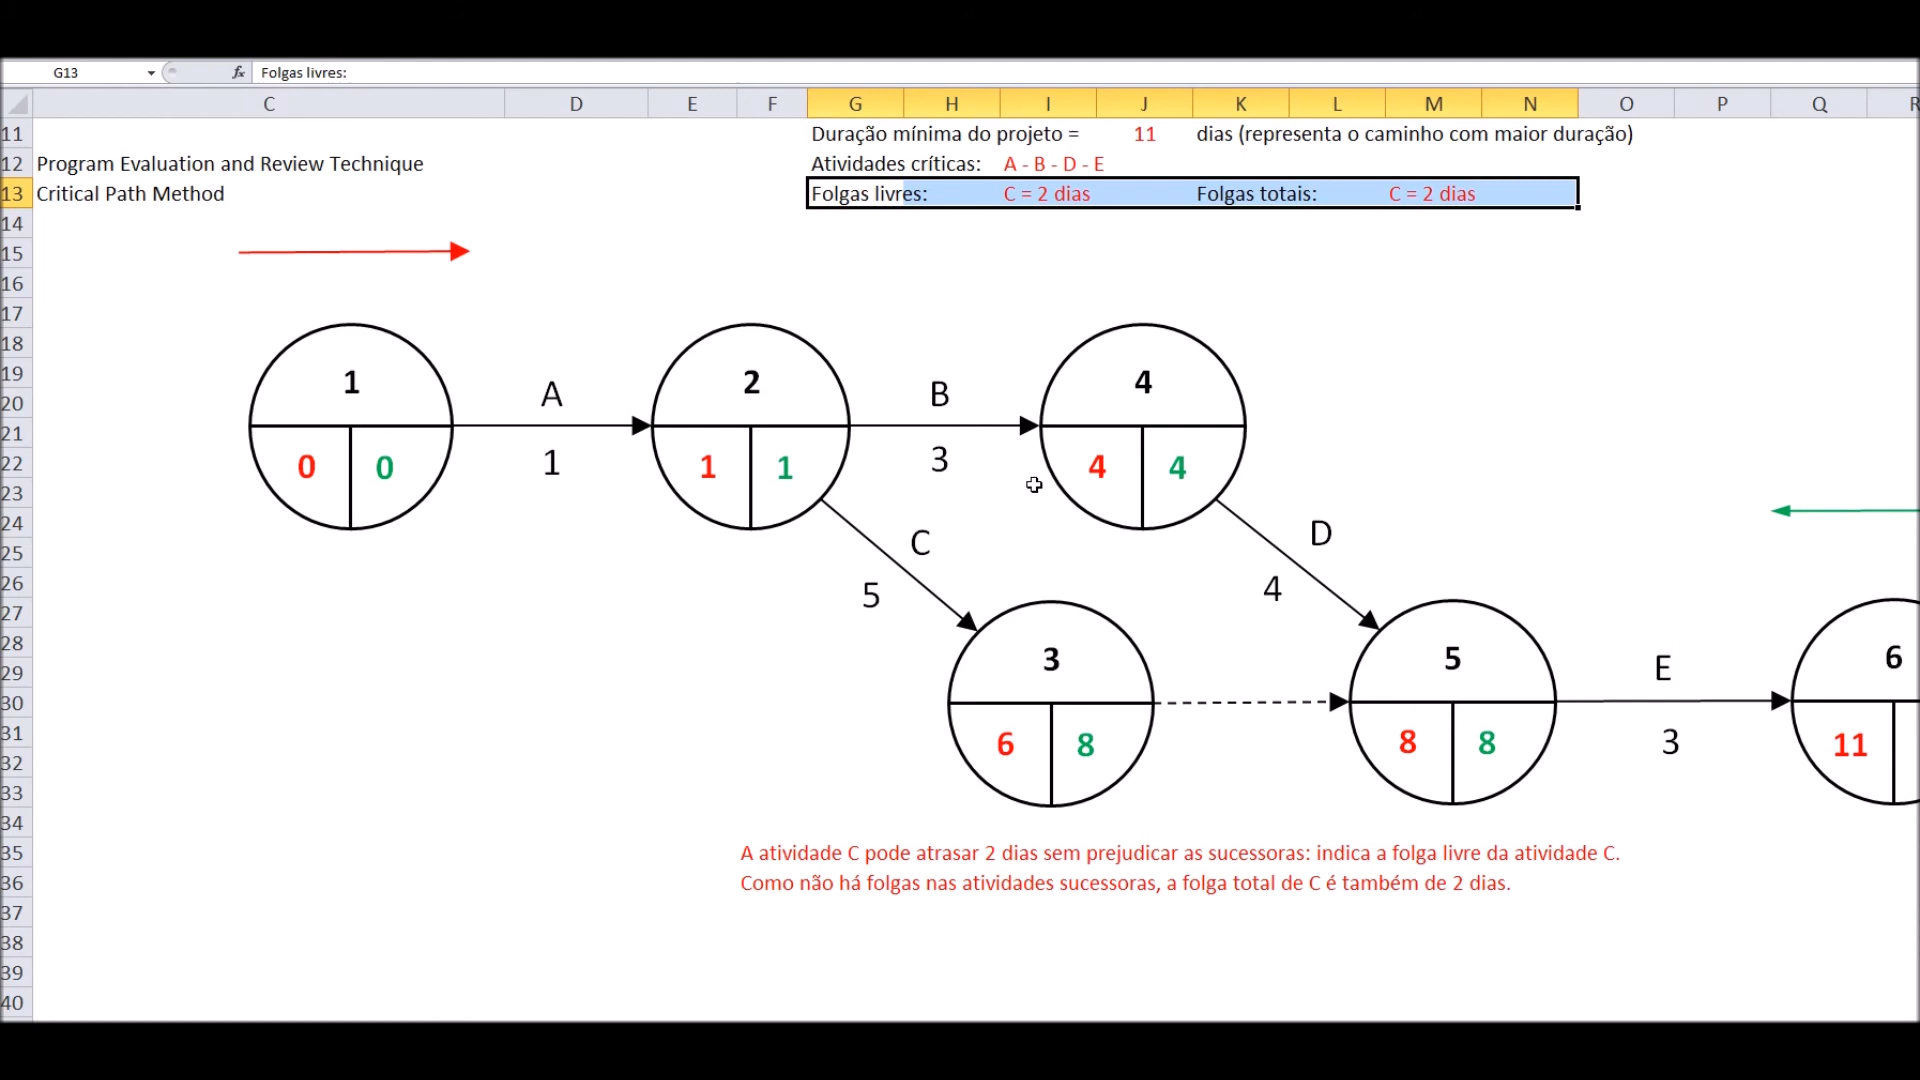 G13 fx Folgas livres:
C D E F G H I J K L M N O P Q R
11 Duração mínima do projeto = 11 dias (representa o caminho com maior duração)
12 Program Evaluation and Review Technique Atividades críticas: A - B - D - E
13 Critical Path Method Folgas livres: C = 2 dias Folgas totais: C = 2 dias
14
15
16
17
18
19
20
21
22
23
24
25
26
27
28
29
30
31
32
33
34
35
36
37
38
39
40
1 2 4
A B
0 0 1 1 1 3 4 4
C D
5 4
3 5 6
E
6 8 8 8 3 11
A atividade C pode atrasar 2 dias sem prejudicar as sucessoras: indica a folga livre da atividade C.
Como não há folgas nas atividades sucessoras, a folga total de C é também de 2 dias.